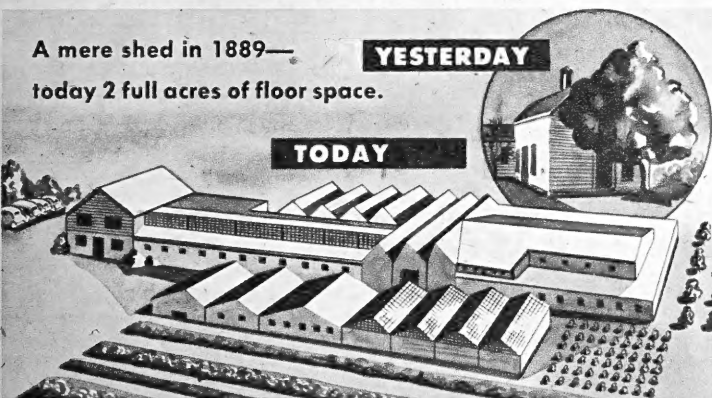 A mere shed in 1889—
today 2 full acres of floor space.
YESTERDAY
TODAY